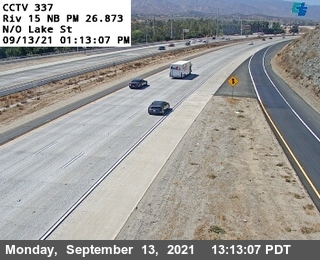 CCTV 337
Riv 15 NB PM 26.873
N/O Lake St
09/13/21 01:13:07 PM
Monday, September 13, 2021 13:13:07 PDT